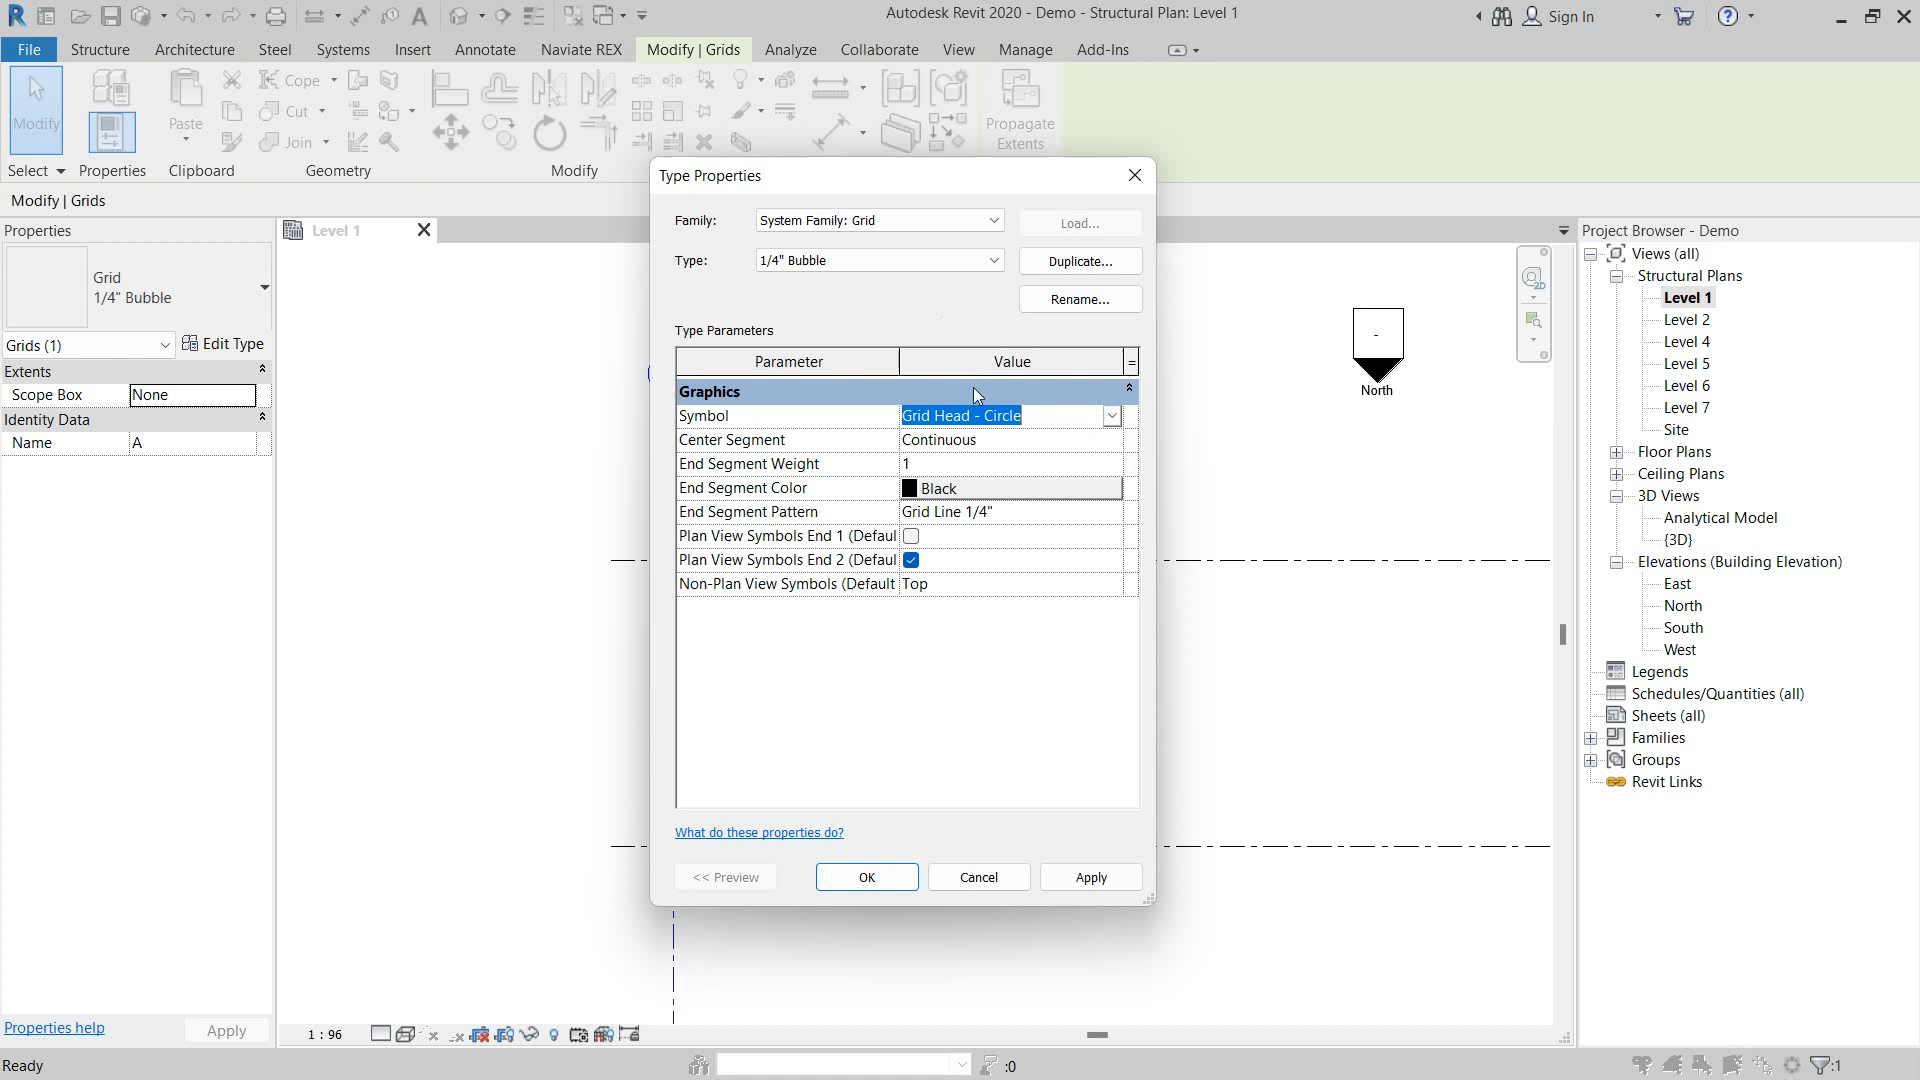 Autodesk Revit 2020 - Demo - Structural Plan: Level 1
Sign In
File
Structure
Architecture
Steel
Systems
Insert
Annotate
Naviate REX
Modify | Grids
Analyze
Collaborate
View
Manage
Add-Ins
Modify
Paste
Cope
Cut
Join
Propagate
Extents
Select
Properties
Clipboard
Geometry
Modify
Modify | Grids
Properties
Grid
1/4" Bubble
Grids (1)
Edit Type
Extents
Scope Box
None
Identity Data
Name
A
Properties help
Apply
Level 1
Type Properties
Family:
System Family: Grid
Load...
Type:
1/4" Bubble
Duplicate...
Rename...
Type Parameters
Parameter
Value
=
Graphics
Symbol
Grid Head - Circle
Center Segment
Continuous
End Segment Weight
1
End Segment Color
Black
End Segment Pattern
Grid Line 1/4"
Plan View Symbols End 1 (Defaul
Plan View Symbols End 2 (Defaul
Non-Plan View Symbols (Default
Top
What do these properties do?
<< Preview
OK
Cancel
Apply
-
North
2D
Project Browser - Demo
Views (all)
Structural Plans
Level 1
Level 2
Level 4
Level 5
Level 6
Level 7
Site
Floor Plans
Ceiling Plans
3D Views
Analytical Model
{3D}
Elevations (Building Elevation)
East
North
South
West
Legends
Schedules/Quantities (all)
Sheets (all)
Families
Groups
Revit Links
1 : 96
Ready
:0
:1